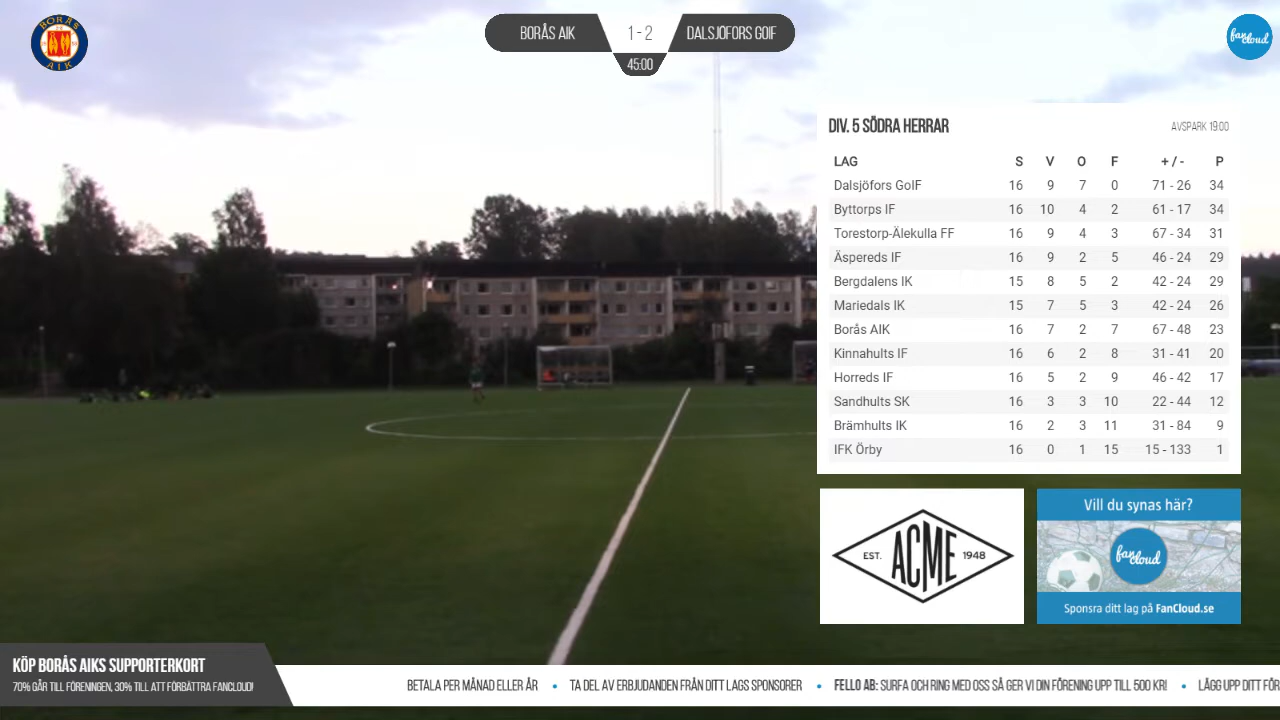 BORÅS
AIK
BORÅS AIK 1 - 2 DALSJÖFORS GOIF
45:00
fancloud
DIV. 5 SÖDRA HERRAR AVSPARK 19:00
LAG S V O F + / - P
Dalsjöfors GoIF 16 9 7 0 71 - 26 34
Byttorps IF 16 10 4 2 61 - 17 34
Torestorp-Älekulla FF 16 9 4 3 67 - 34 31
Äspereds IF 16 9 2 5 46 - 24 29
Bergdalens IK 15 8 5 2 42 - 24 29
Mariedals IK 15 7 5 3 42 - 24 26
Borås AIK 16 7 2 7 67 - 48 23
Kinnahults IF 16 6 2 8 31 - 41 20
Horreds IF 16 5 2 9 46 - 42 17
Sandhults SK 16 3 3 10 22 - 44 12
Brämhults IK 16 2 3 11 31 - 84 9
IFK Örby 16 0 1 15 15 - 133 1
EST. ACME 1948
Vill du synas här?
fancloud
Sponsra ditt lag på FanCloud.se
KÖP BORÅS AIKS SUPPORTERKORT
70% GÅR TILL FÖRENINGEN, 30% TILL ATT FÖRBÄTTRA FANCLOUD!
BETALA PER MÅNAD ELLER ÅR • TA DEL AV ERBJUDANDEN FRÅN DITT LAGS SPONSORER • FELLO AB: SURFA OCH RING MED OSS SÅ GER VI DIN FÖRENING UPP TILL 500 KR! • LÄGG UPP DITT FÖR